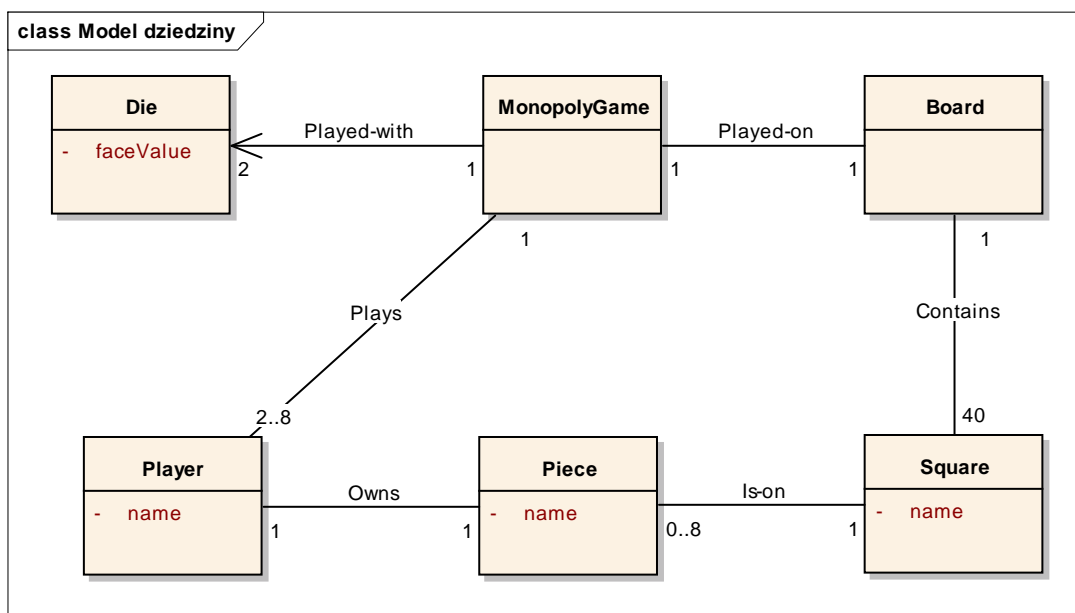 class Model dziedziny
Die
- faceValue
Played-with
2
1
MonopolyGame
Played-on
1
1
Board
1
1
Plays
Contains
2..8
40
Player
- name
Owns
1
1
Piece
- name
Is-on
0..8
1
Square
- name